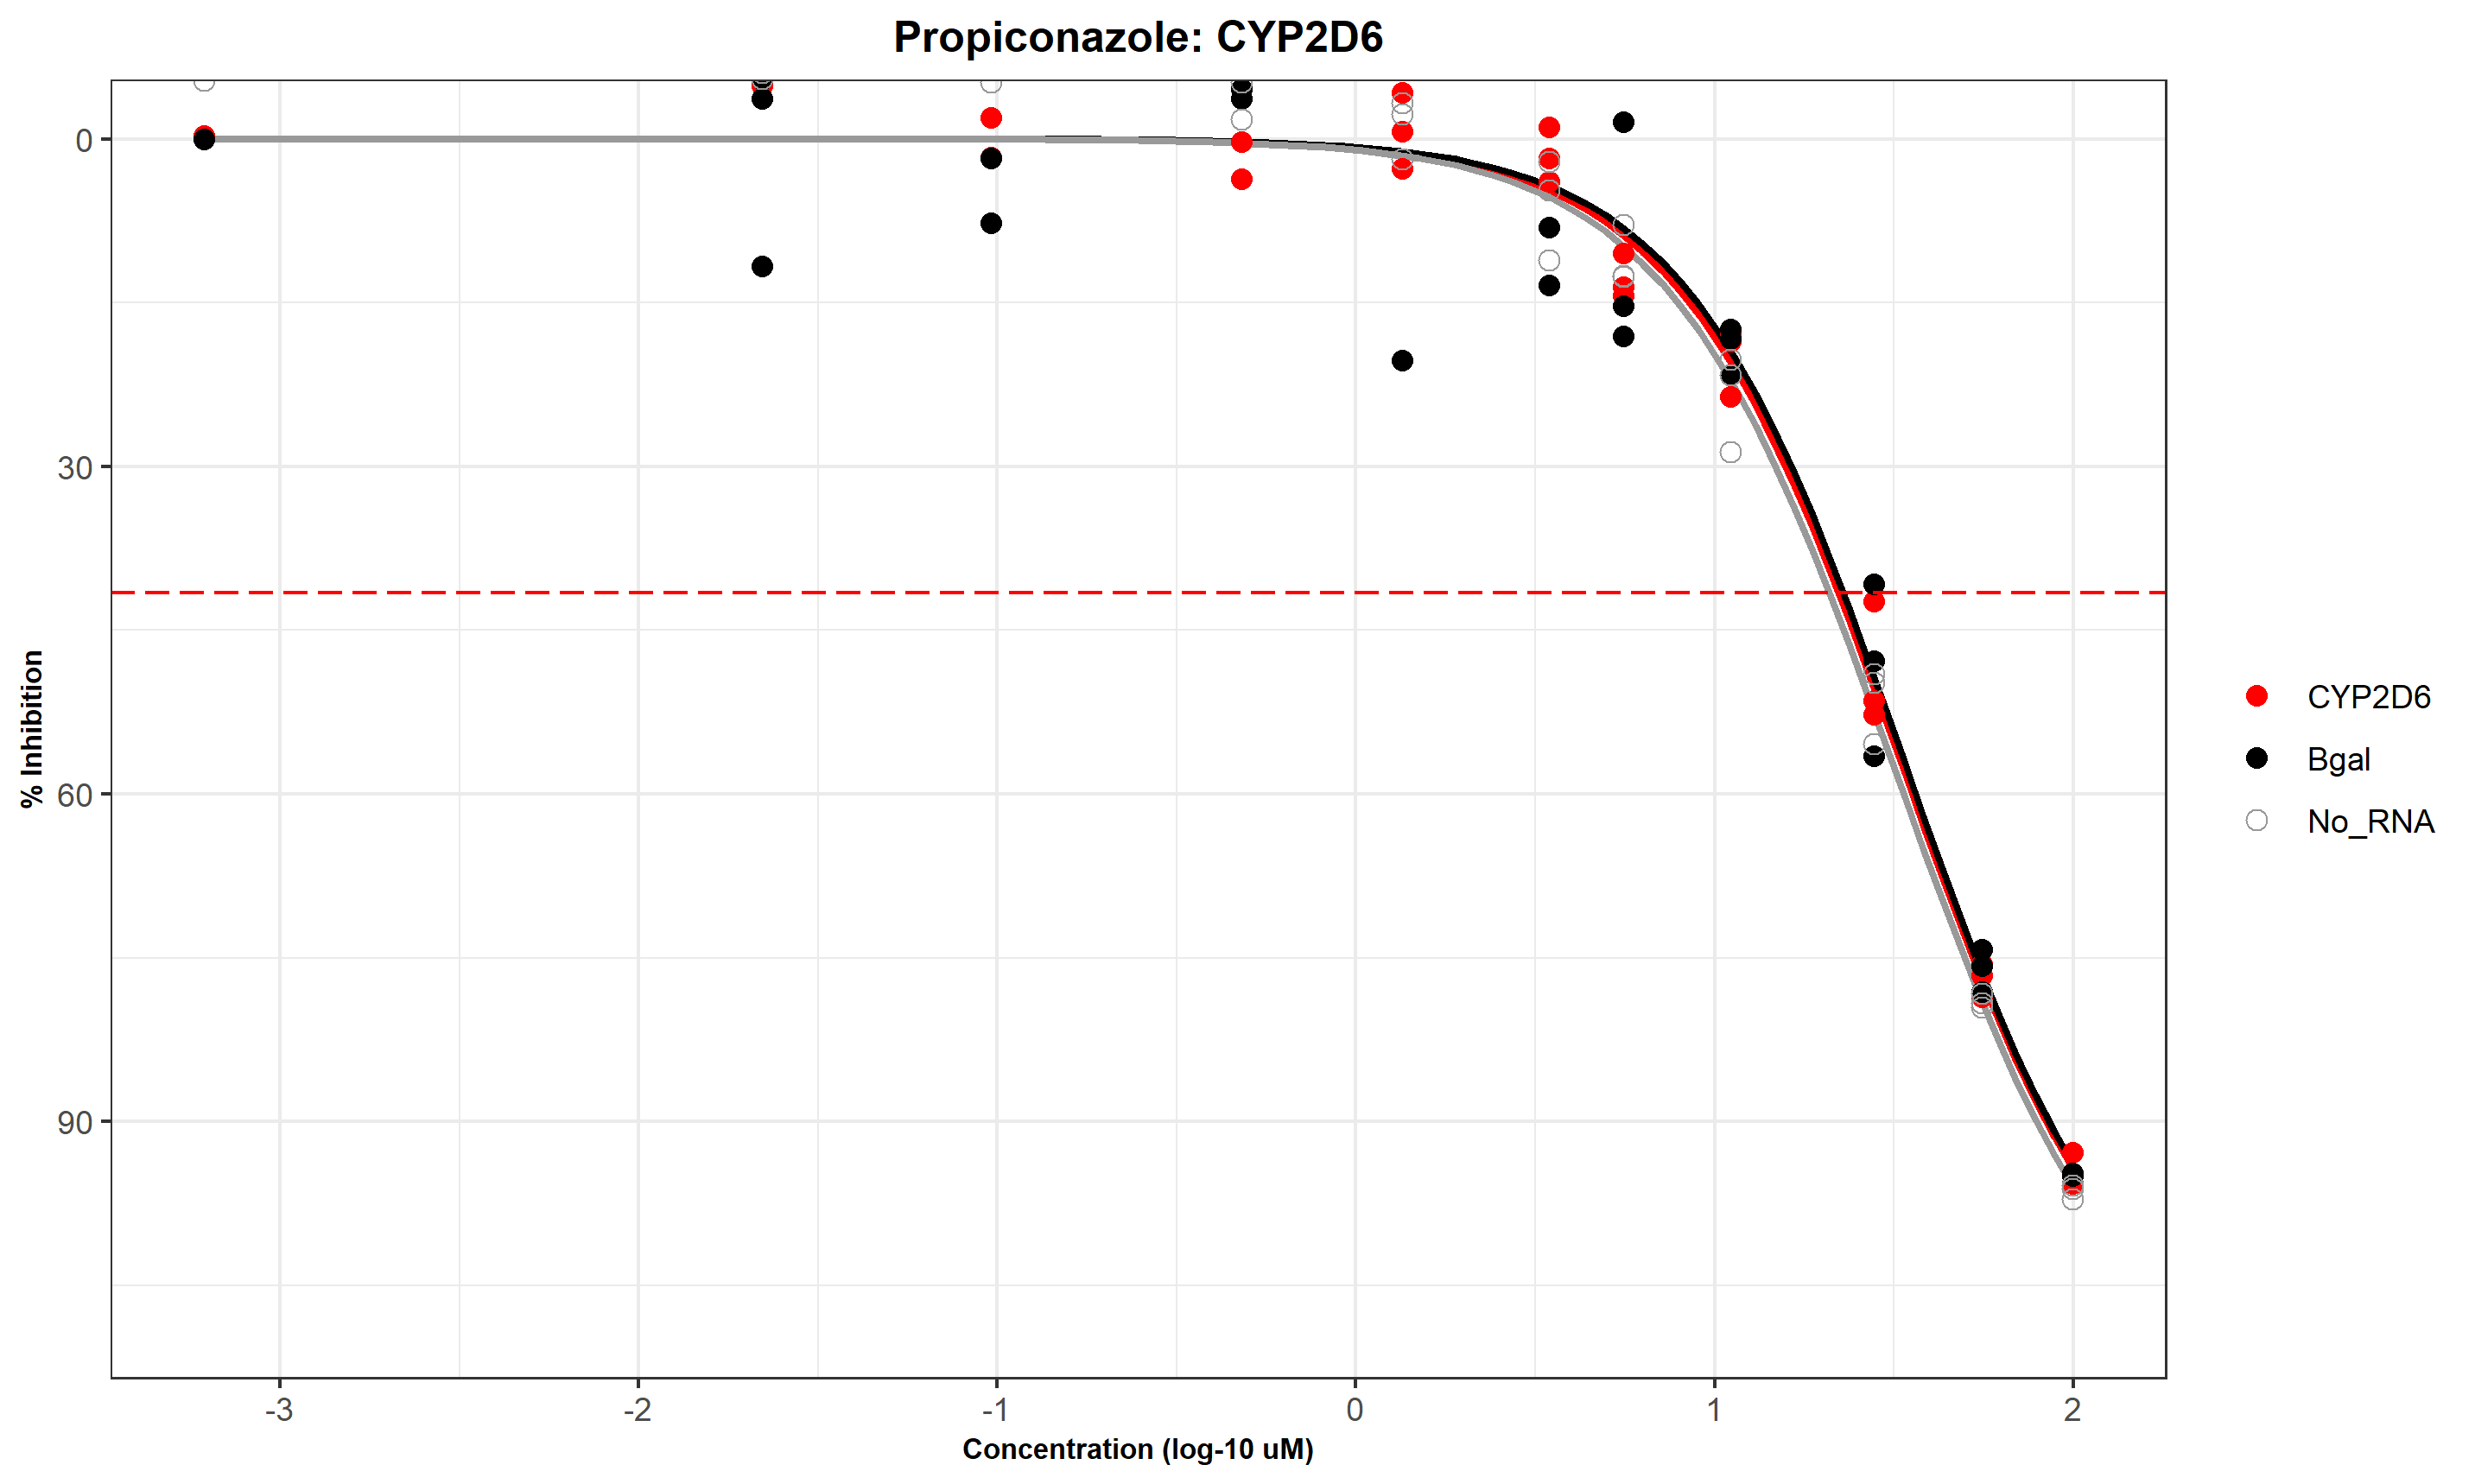 Propiconazole: CYP2D6
0
30
60
90
% Inhibition
-3
-2
-1
0
1
2
Concentration (log-10 uM)
CYP2D6
Bgal
No_RNA